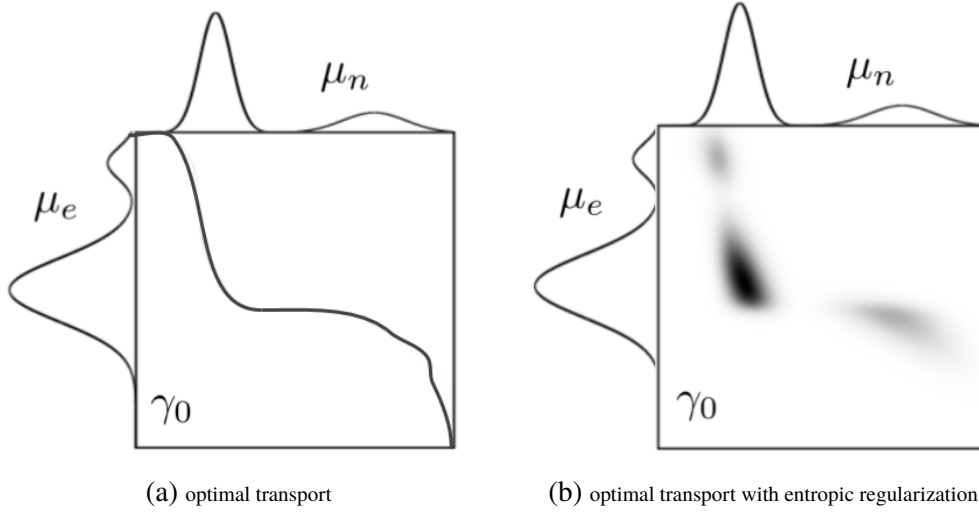 μₙ
μₙ
μₑ
μₑ
γ₀
γ₀
(a) optimal transport
(b) optimal transport with entropic regularization